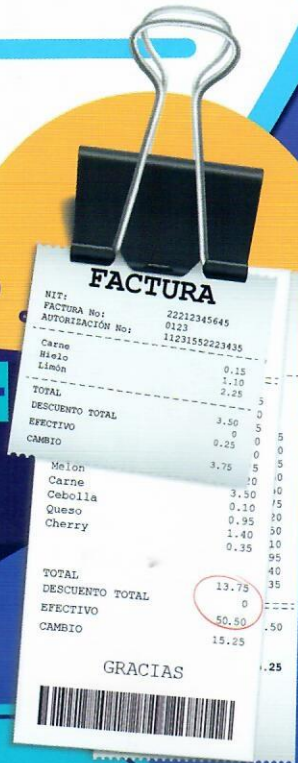 FACTURA
NIT: 22212345645
FACTURA No: 0123
AUTORIZACIÓN No: 11231552223435
Carne 0.15
Hielo 1.10
Limón 2.25
TOTAL 3.50
DESCUENTO TOTAL 0
EFECTIVO 0.25
CAMBIO 3.75
Melon
Carne 3.50
Cebolla 0.10
Queso 0.95
Cherry 1.40
0.35
TOTAL 13.75
DESCUENTO TOTAL 0
EFECTIVO 50.50
CAMBIO 15.25
GRACIAS
.50
.25